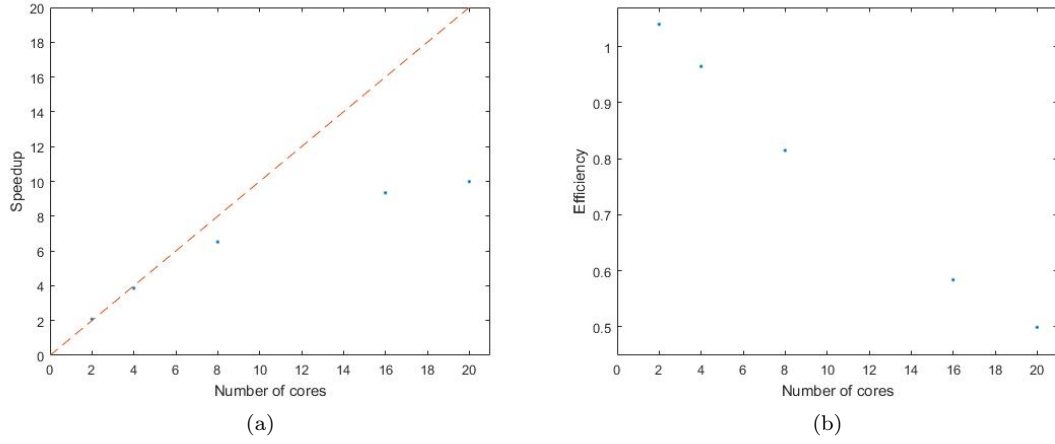 20
18
16
14
12
10
8
6
4
2
0
Speedup
0 2 4 6 8 10 12 14 16 18 20
Number of cores
(a)
1
0.9
0.8
0.7
0.6
0.5
Efficiency
0 2 4 6 8 10 12 14 16 18 20
Number of cores
(b)